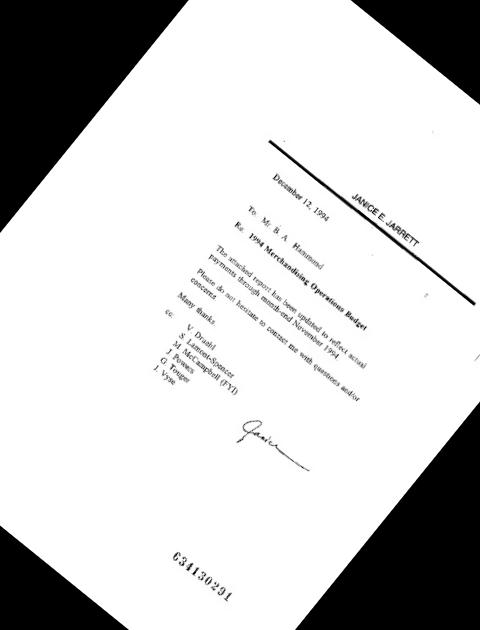 JANICE E. JARRETT
December 12, 1994
To Mr B. A. Hammond
Re. 1994 Merchandising Operations Budget
The attached report has been updated to reflect actual
payments through month-end November 1994
Please do not hesitate to contact me with questions and/or
concerns
Many thanks.
cc.
V. Draahl
S. Lamont-Spencer
M. McCampbell (FYI)
J. Powers
G Touger
J. Vyse
Janice
634130291